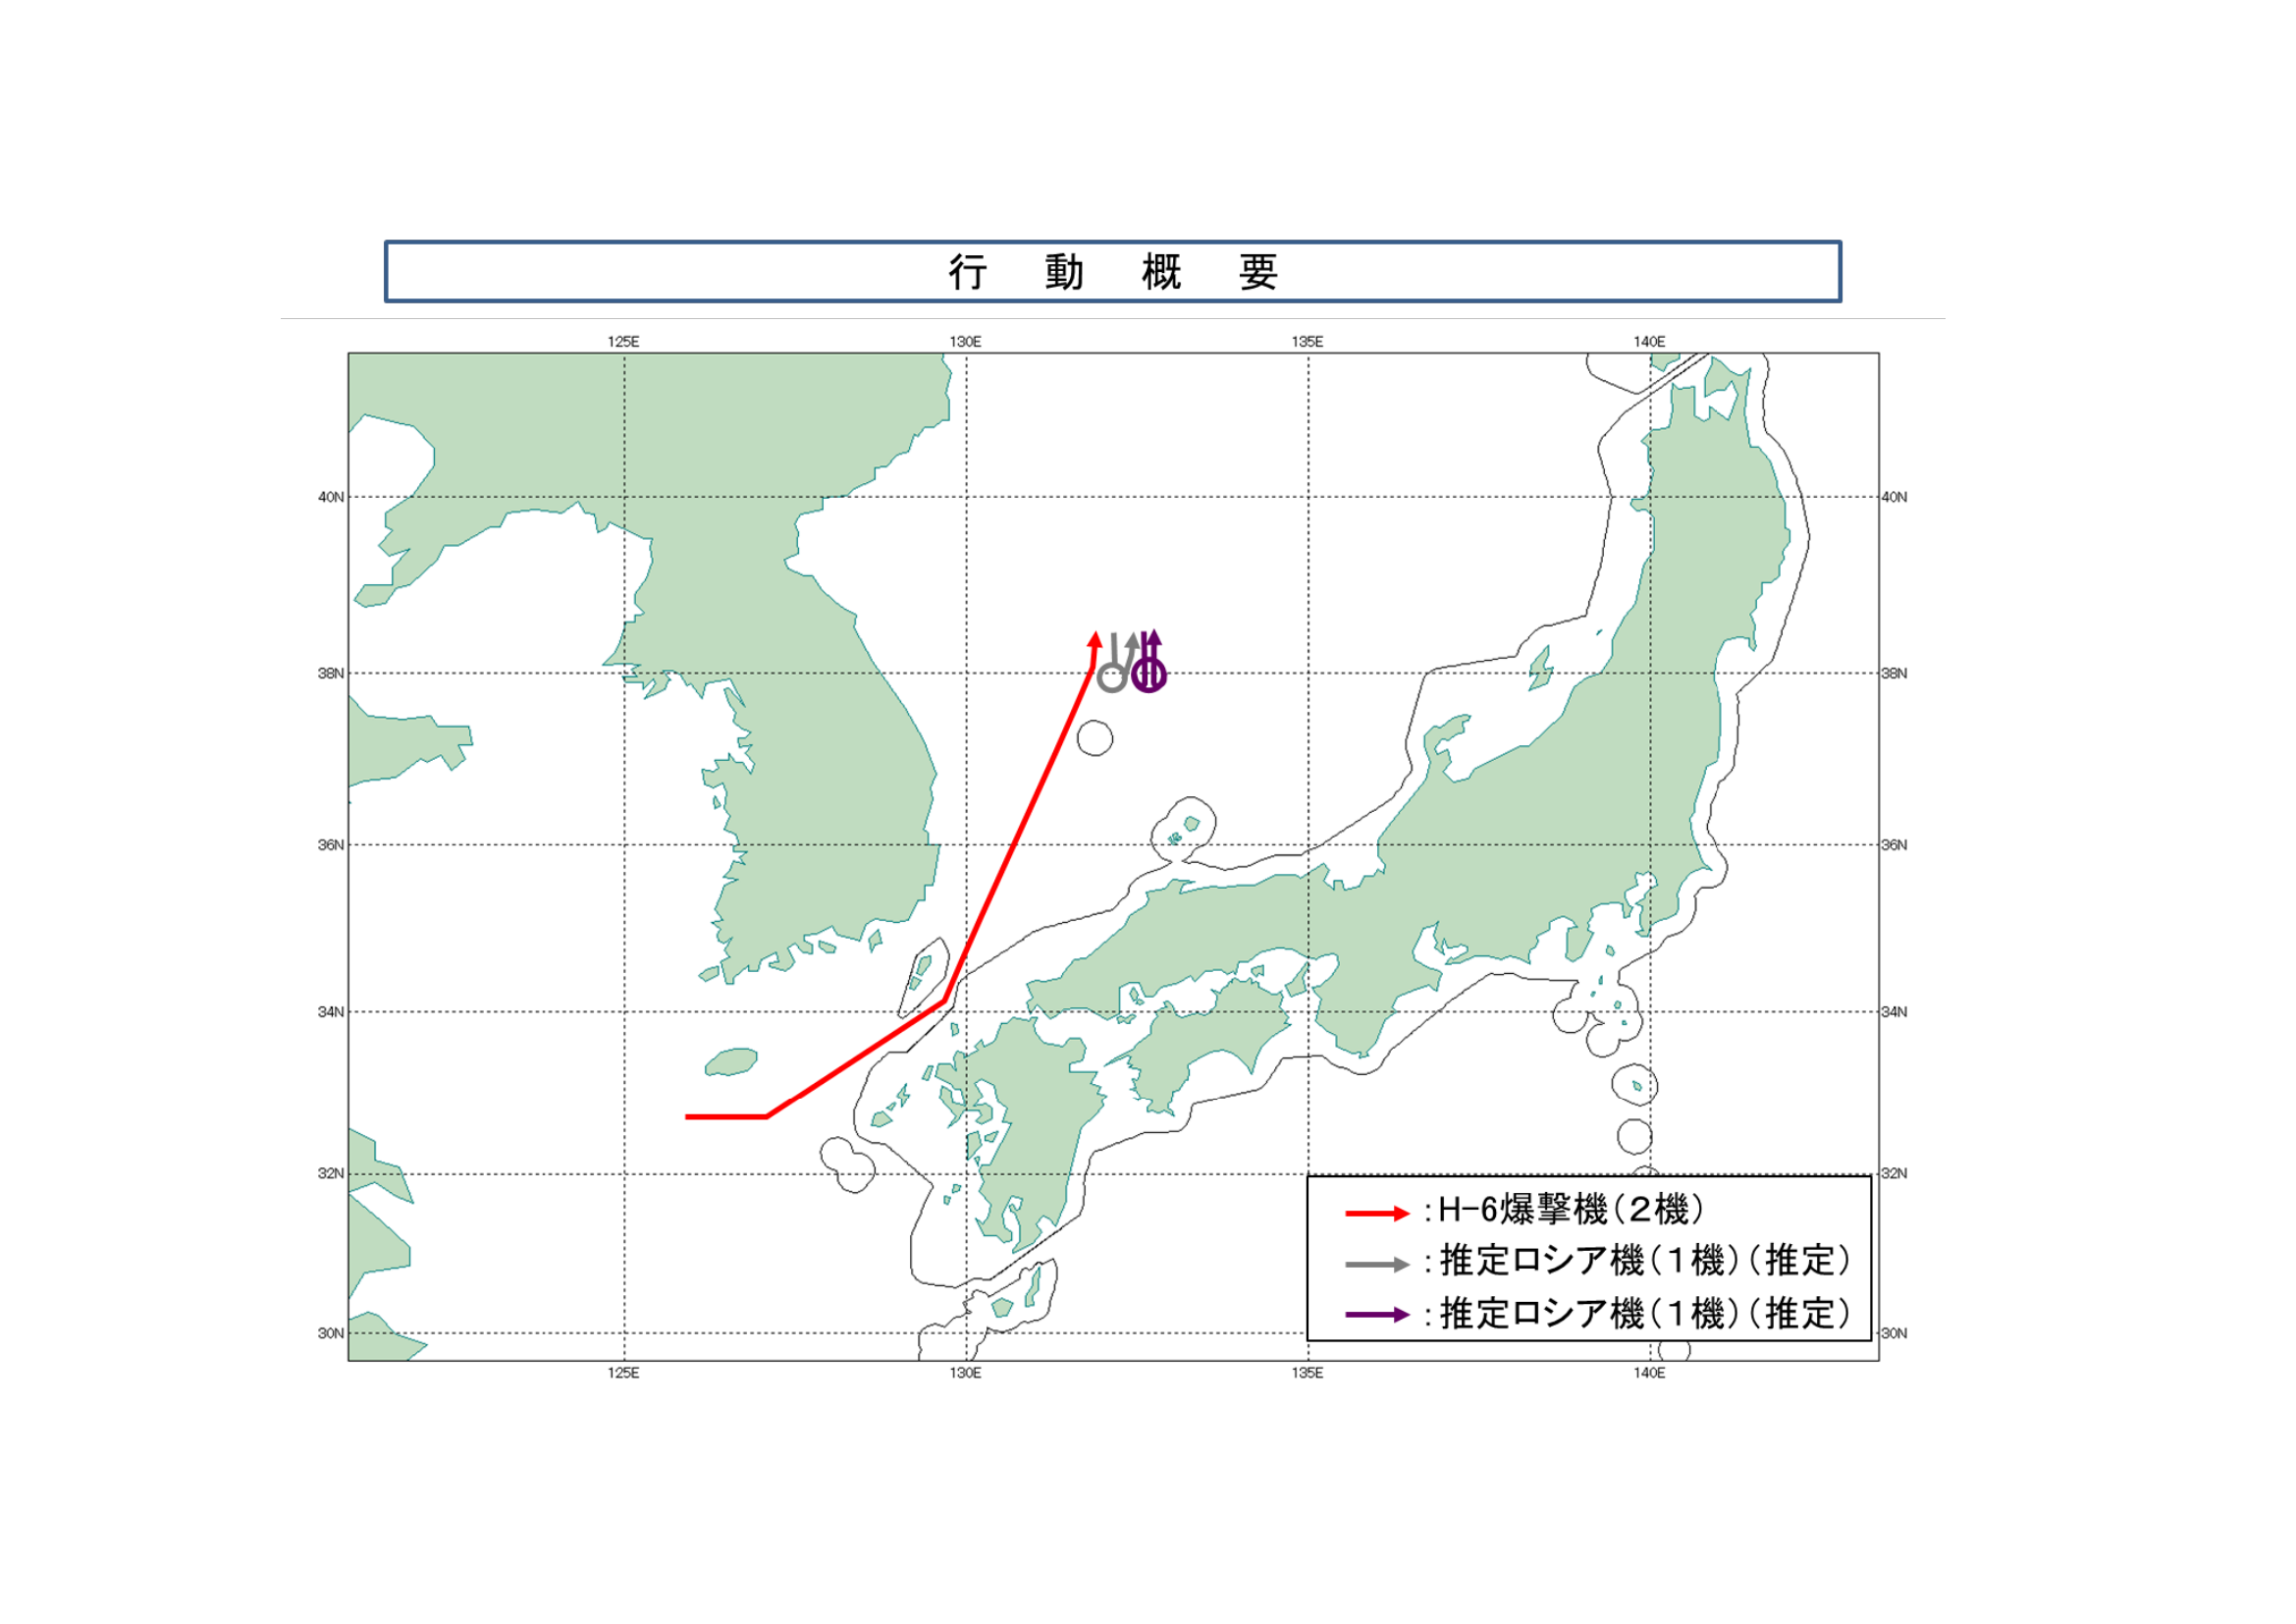 行 動 概 要
125E 130E 135E 140E
40N 40N
38N 38N
36N 36N
34N 34N
32N 32N
:H-6爆撃機(2機)
:推定ロシア機(1機)(推定)
:推定ロシア機(1機)(推定)
30N 30N
125E 130E 135E 140E